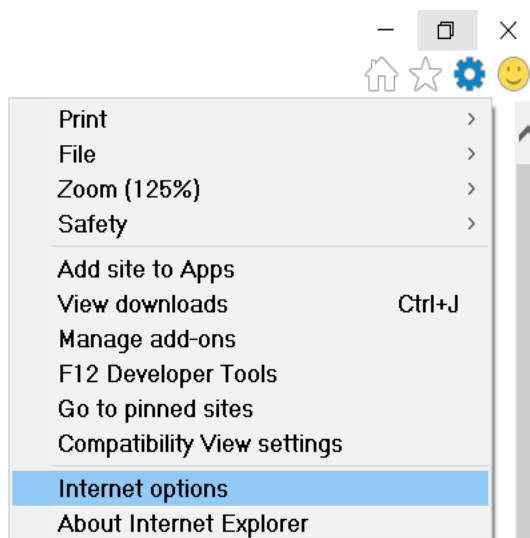 Print
File
Zoom (125%)
Safety
Add site to Apps
View downloads Ctrl+J
Manage add-ons
F12 Developer Tools
Go to pinned sites
Compatibility View settings
Internet options
About Internet Explorer